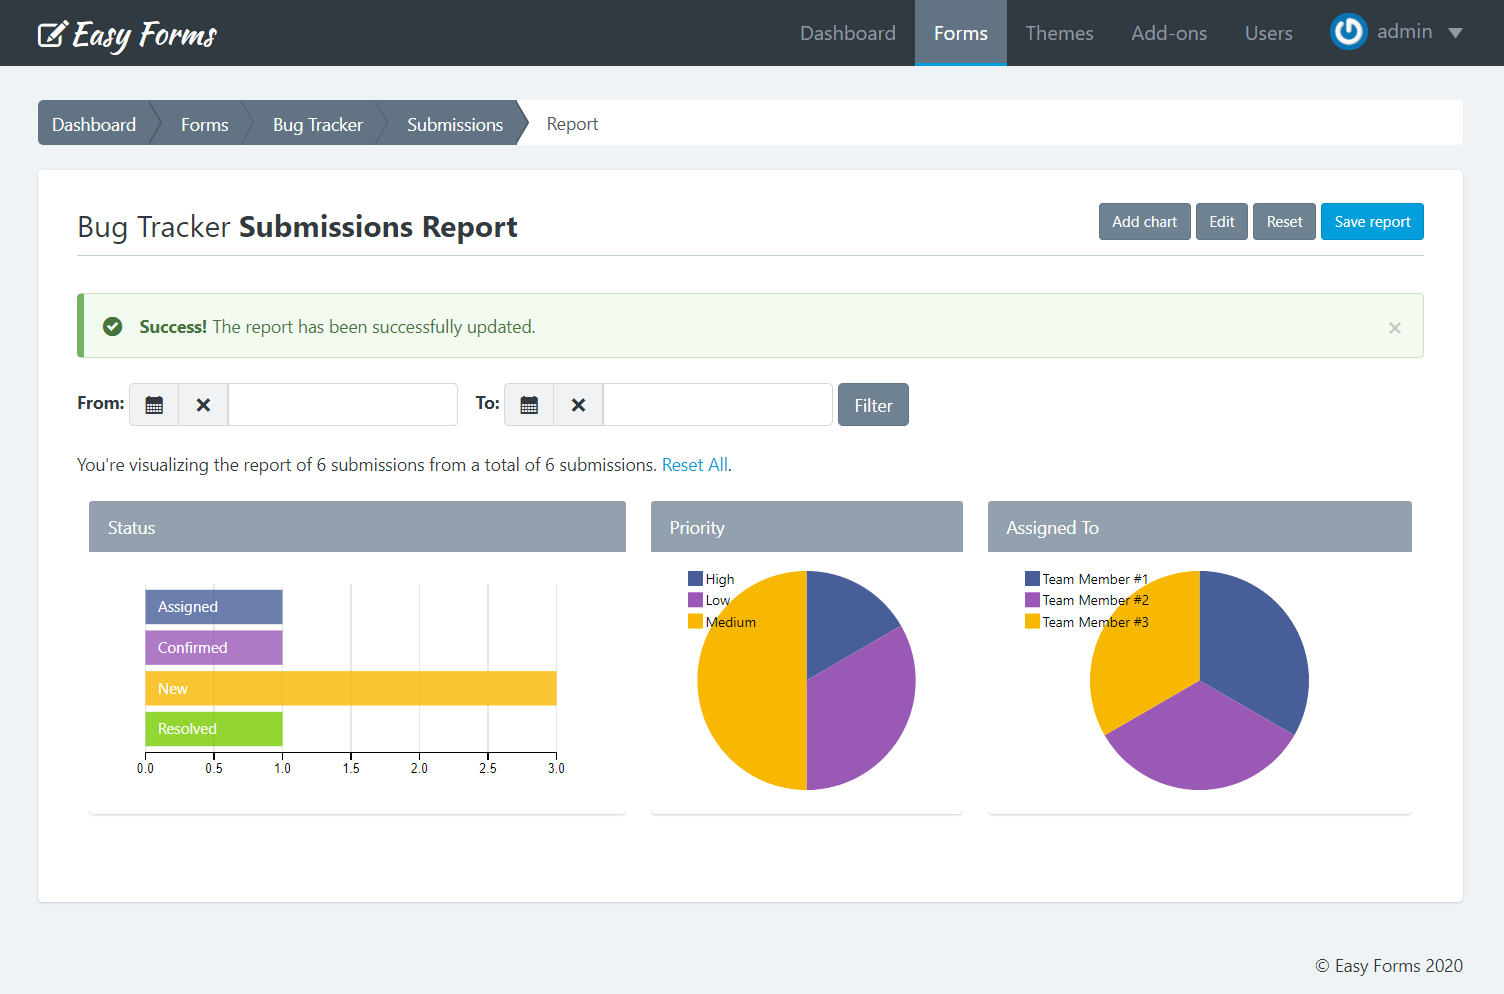 Easy Forms
Dashboard Forms Themes Add-ons Users admin
Dashboard Forms Bug Tracker Submissions Report
Bug Tracker Submissions Report
Add chart Edit Reset Save report
Success! The report has been successfully updated. ×
From: To: Filter
You're visualizing the report of 6 submissions from a total of 6 submissions. Reset All.
Status
Assigned
Confirmed
New
Resolved
0.0 0.5 1.0 1.5 2.0 2.5 3.0
Priority
High
Low
Medium
Assigned To
Team Member #1
Team Member #2
Team Member #3
© Easy Forms 2020